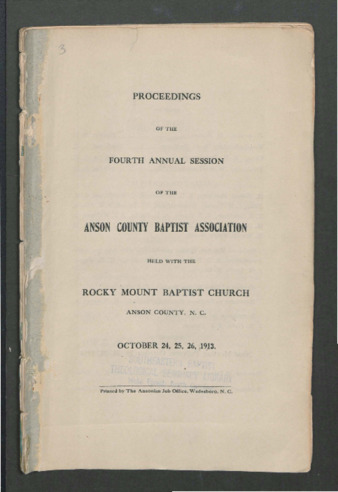 3
PROCEEDINGS
OF THE
FOURTH ANNUAL SESSION
OF THE
ANSON COUNTY BAPTIST ASSOCIATION
HELD WITH THE
ROCKY MOUNT BAPTIST CHURCH
ANSON COUNTY, N. C.
OCTOBER 24, 25, 26, 1912.
Printed by The Ansonian Job Office, Wadesboro, N. C.